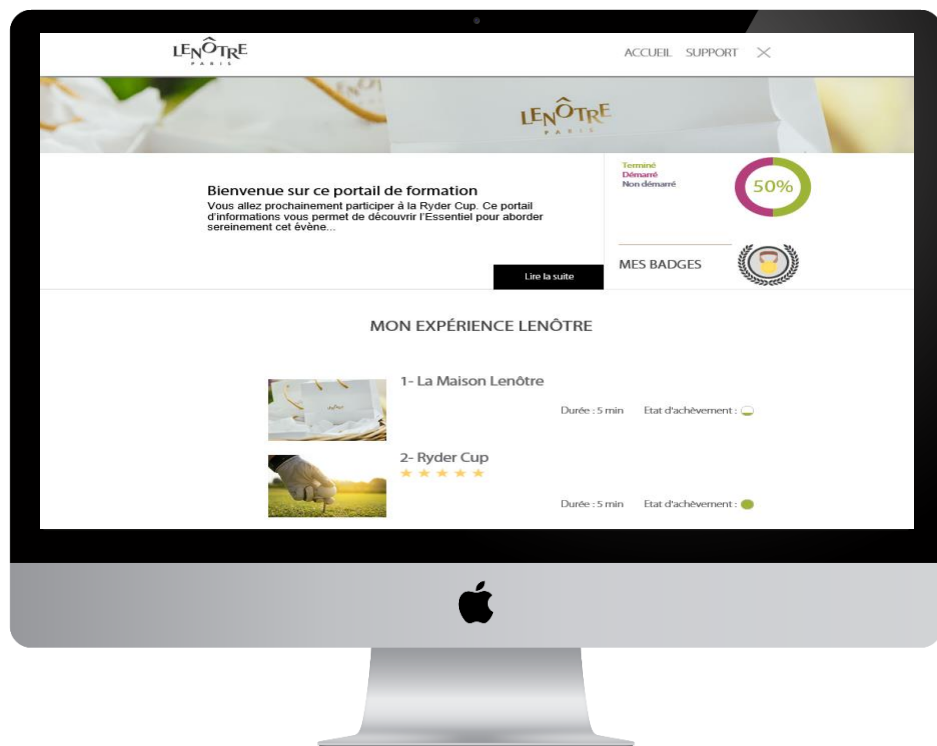 LENÔTRE
PARIS
ACCUEIL SUPPORT
LENÔTRE
PARIS
Bienvenue sur ce portail de formation
Vous allez prochainement participer à la Ryder Cup. Ce portail
d'informations vous permet de découvrir l'Essentiel pour aborder
sereinement cet évène...
Lire la suite
Terminé
Démarré
Non démarré
50%
MES BADGES
MON EXPÉRIENCE LENÔTRE
1- La Maison Lenôtre
Durée : 5 min Etat d'achèvement :
2- Ryder Cup
Durée : 5 min Etat d'achèvement :